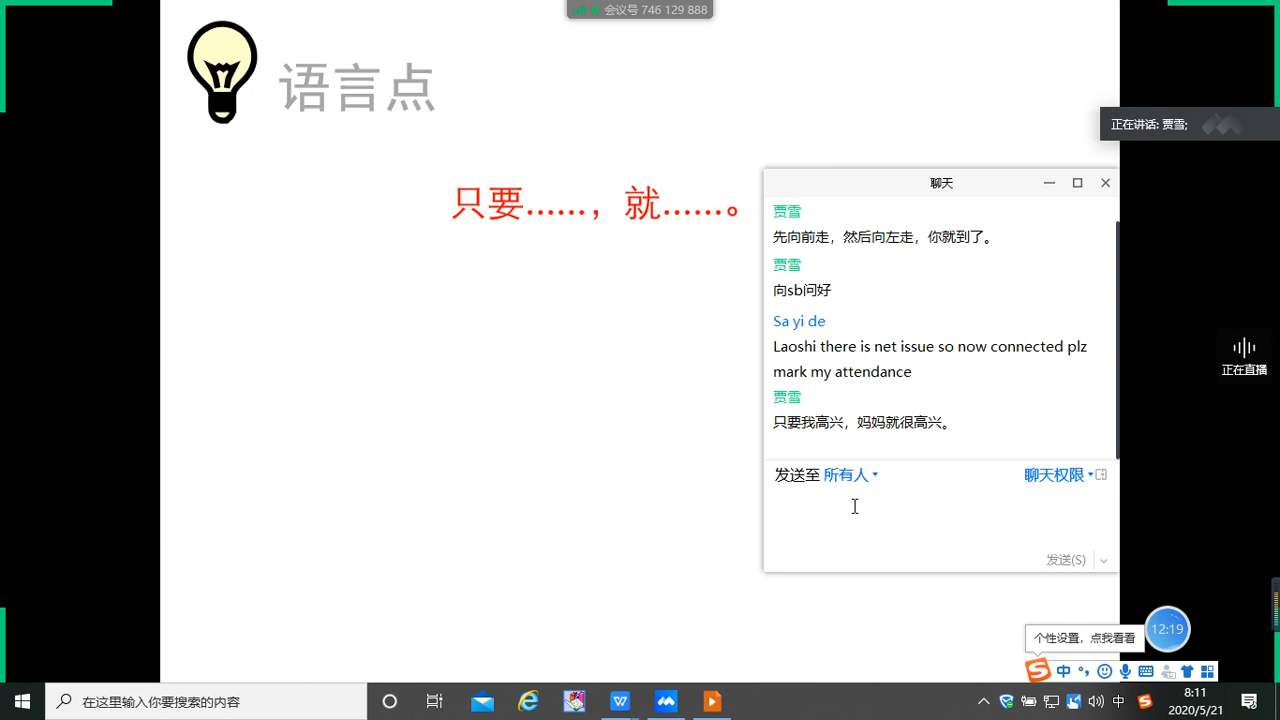 会议号 746 129 888
语言点
正在讲话: 贾雪;
只要……，就……。
聊天
贾雪
先向前走，然后向左走，你就到了。
贾雪
向sb问好
Sa yi de
Laoshi there is net issue so now connected plz
mark my attendance
贾雪
只要我高兴，妈妈就很高兴。
发送至 所有人
聊天权限
发送(S)
正在直播
个性设置，点我看看
12:19
中
在这里输入你要搜索的内容
中
8:11
2020/5/21